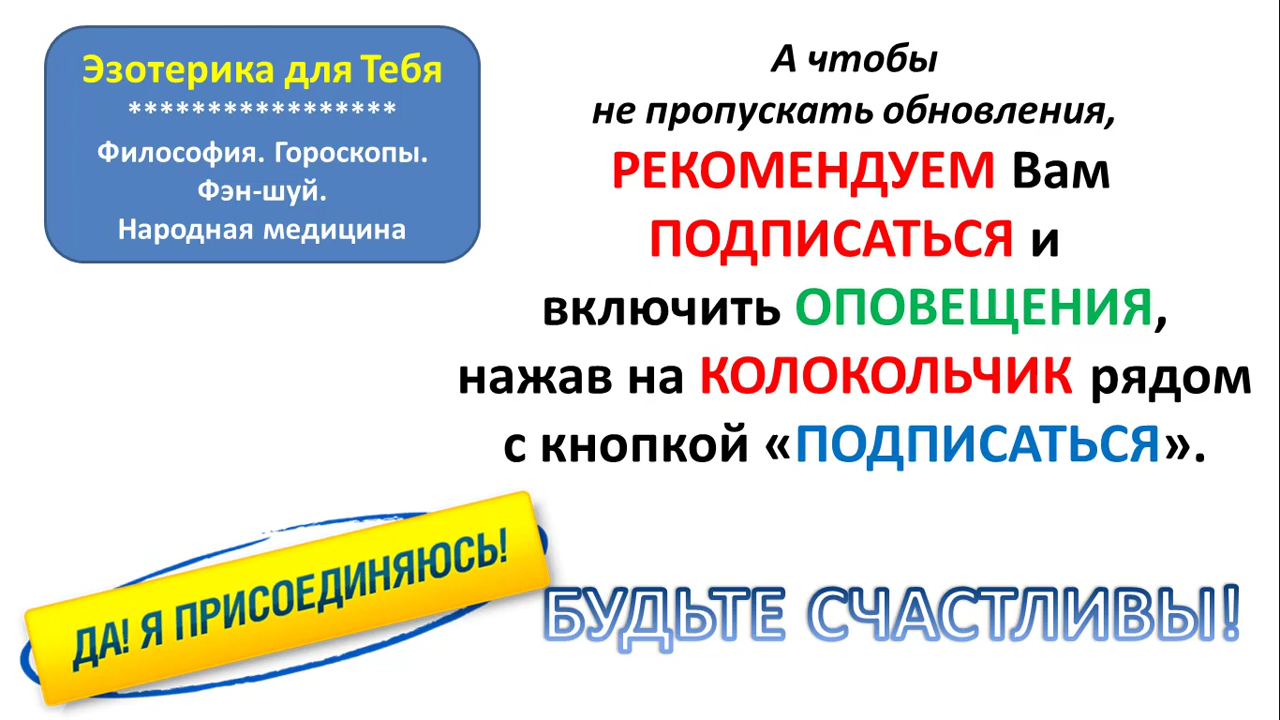 Эзотерика для Тебя
*****************
Философия. Гороскопы.
Фэн-шуй.
Народная медицина
А чтобы
не пропускать обновления,
РЕКОМЕНДУЕМ Вам
ПОДПИСАТЬСЯ и
включить ОПОВЕЩЕНИЯ,
нажав на КОЛОКОЛЬЧИК рядом
с кнопкой «ПОДПИСАТЬСЯ».
ДА! Я ПРИСОЕДИНЯЮСЬ!
БУДЬТЕ СЧАСТЛИВЫ!